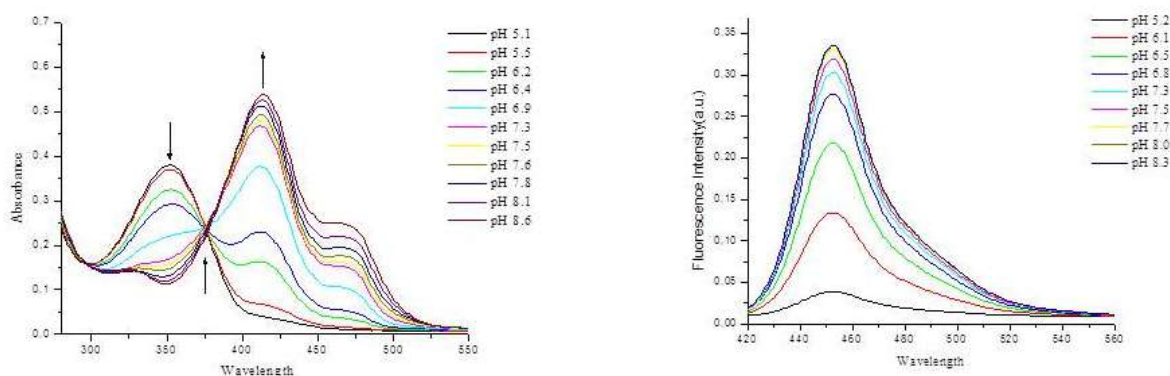 0.7
0.6
0.5
0.4
0.3
0.2
0.1
0.0
Absorbance
300 350 400 450 500 550
Wavelength
pH 5.1
pH 5.5
pH 6.2
pH 6.4
pH 6.9
pH 7.3
pH 7.5
pH 7.6
pH 7.8
pH 8.1
pH 8.6
0.35
0.30
0.25
0.20
0.15
0.10
0.05
0.00
Fluorescence Intensity(a.u.)
420 440 460 480 500 520 540 560
Wavelength
pH 5.2
pH 6.1
pH 6.5
pH 6.8
pH 7.3
pH 7.5
pH 7.7
pH 8.0
pH 8.3